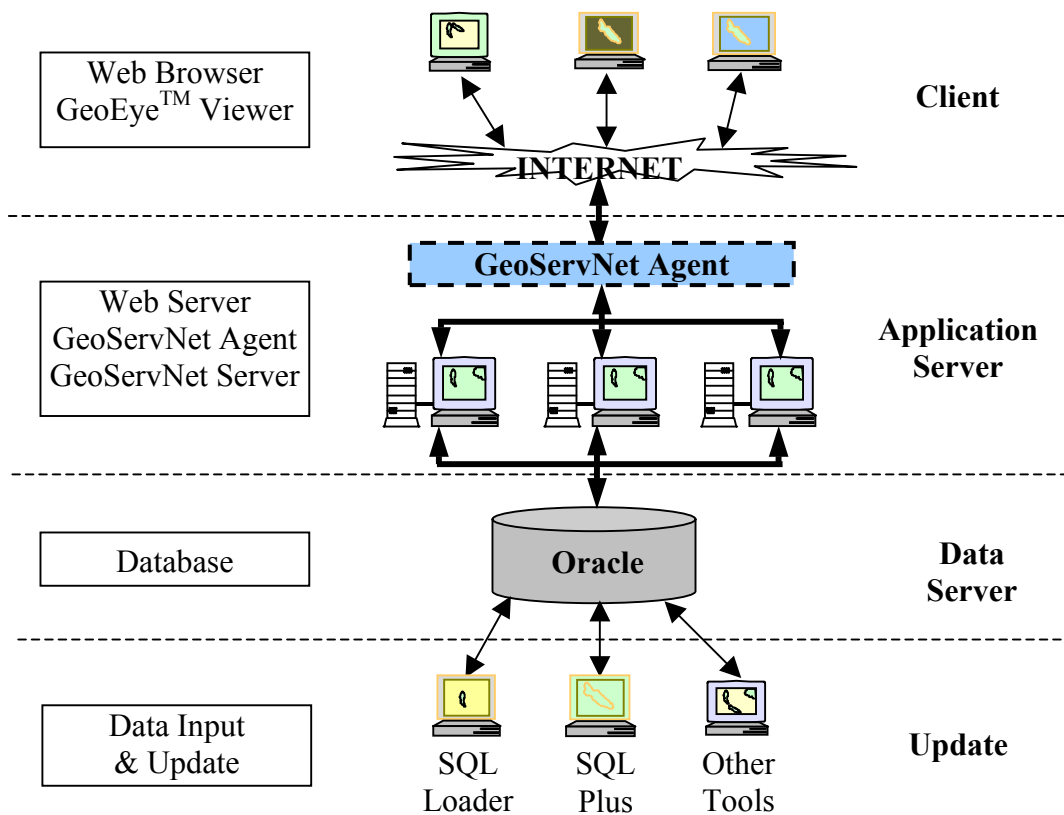 Web Browser
GeoEye™ Viewer
Client
INTERNET
GeoServNet Agent
Web Server
GeoServNet Agent
GeoServNet Server
Application
Server
Database
Oracle
Data
Server
Data Input
& Update
SQL
Loader
SQL
Plus
Other
Tools
Update